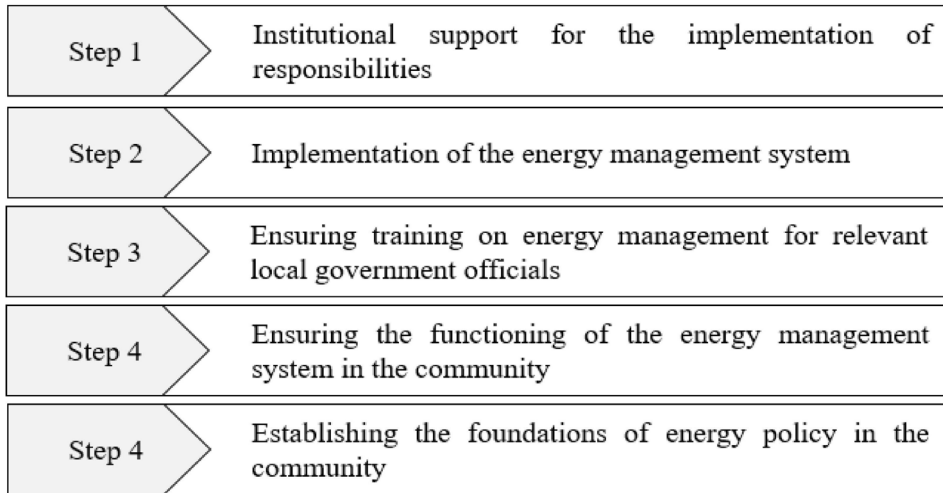 Step 1
Institutional support for the implementation of
responsibilities
Step 2
Implementation of the energy management system
Step 3
Ensuring training on energy management for relevant
local government officials
Step 4
Ensuring the functioning of the energy management
system in the community
Step 4
Establishing the foundations of energy policy in the
community